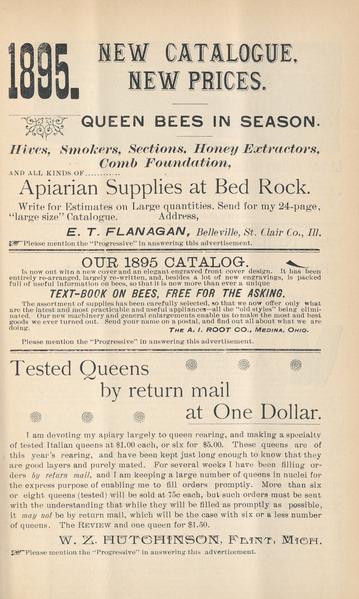 1895.
NEW CATALOGUE.
NEW PRICES.
QUEEN BEES IN SEASON.
Hives, Smokers, Sections, Honey Extractors,
Comb Foundation,
AND ALL KINDS OF............
Apiarian Supplies at Bed Rock.
Write for Estimates on Large quantities. Send for my 24-page,
"large size" Catalogue. Address,
E. T. FLANAGAN, Belleville, St. Clair Co., Ill.
Please mention the "Progressive" in answering this advertisement.
OUR 1895 CATALOG.
Is now out with a new cover and an elegant engraved front cover design. It has been
entirely re-arranged, largely re-written, and, besides a lot of new engravings, is packed
full of useful information on bees, so that it is now more than ever a unique
TEXT-BOOK ON BEES, FREE FOR THE ASKING.
The assortment of supplies has been carefully selected, so that we now offer only what
are the latest and most practical and useful appliances—all the "old styles" being elimi-
nated. Our new machinery and general enlargements enable us to make the most and best
goods we ever turned out. Send your name on a postal, and find out all about what we are
doing.
THE A. I. ROOT CO., MEDINA, OHIO.
Please mention the "Progressive" in answering this advertisement.
Tested Queens
by return mail
at One Dollar.
I am devoting my apiary largely to queen rearing, and making a specialty
of tested Italian queens at $1.00 each, or six for $5.00. These queens are of
this year's rearing, and have been kept just long enough to know that they
are good layers and purely mated. For several weeks I have been filling or-
ders by return mail, and I am keeping a large number of queens in nuclei for
the express purpose of enabling me to fill orders promptly. More than six
or eight queens (tested) will be sold at 75c each, but such orders must be sent
with the understanding that while they will be filled as promptly as possible,
it may not be by return mail, which will be the case with six or a less number
of queens. The REVIEW and one queen for $1.50.
W. Z. HUTCHINSON, FLINT, MICH.
Please mention the "Progressive" in answering this advertisement.